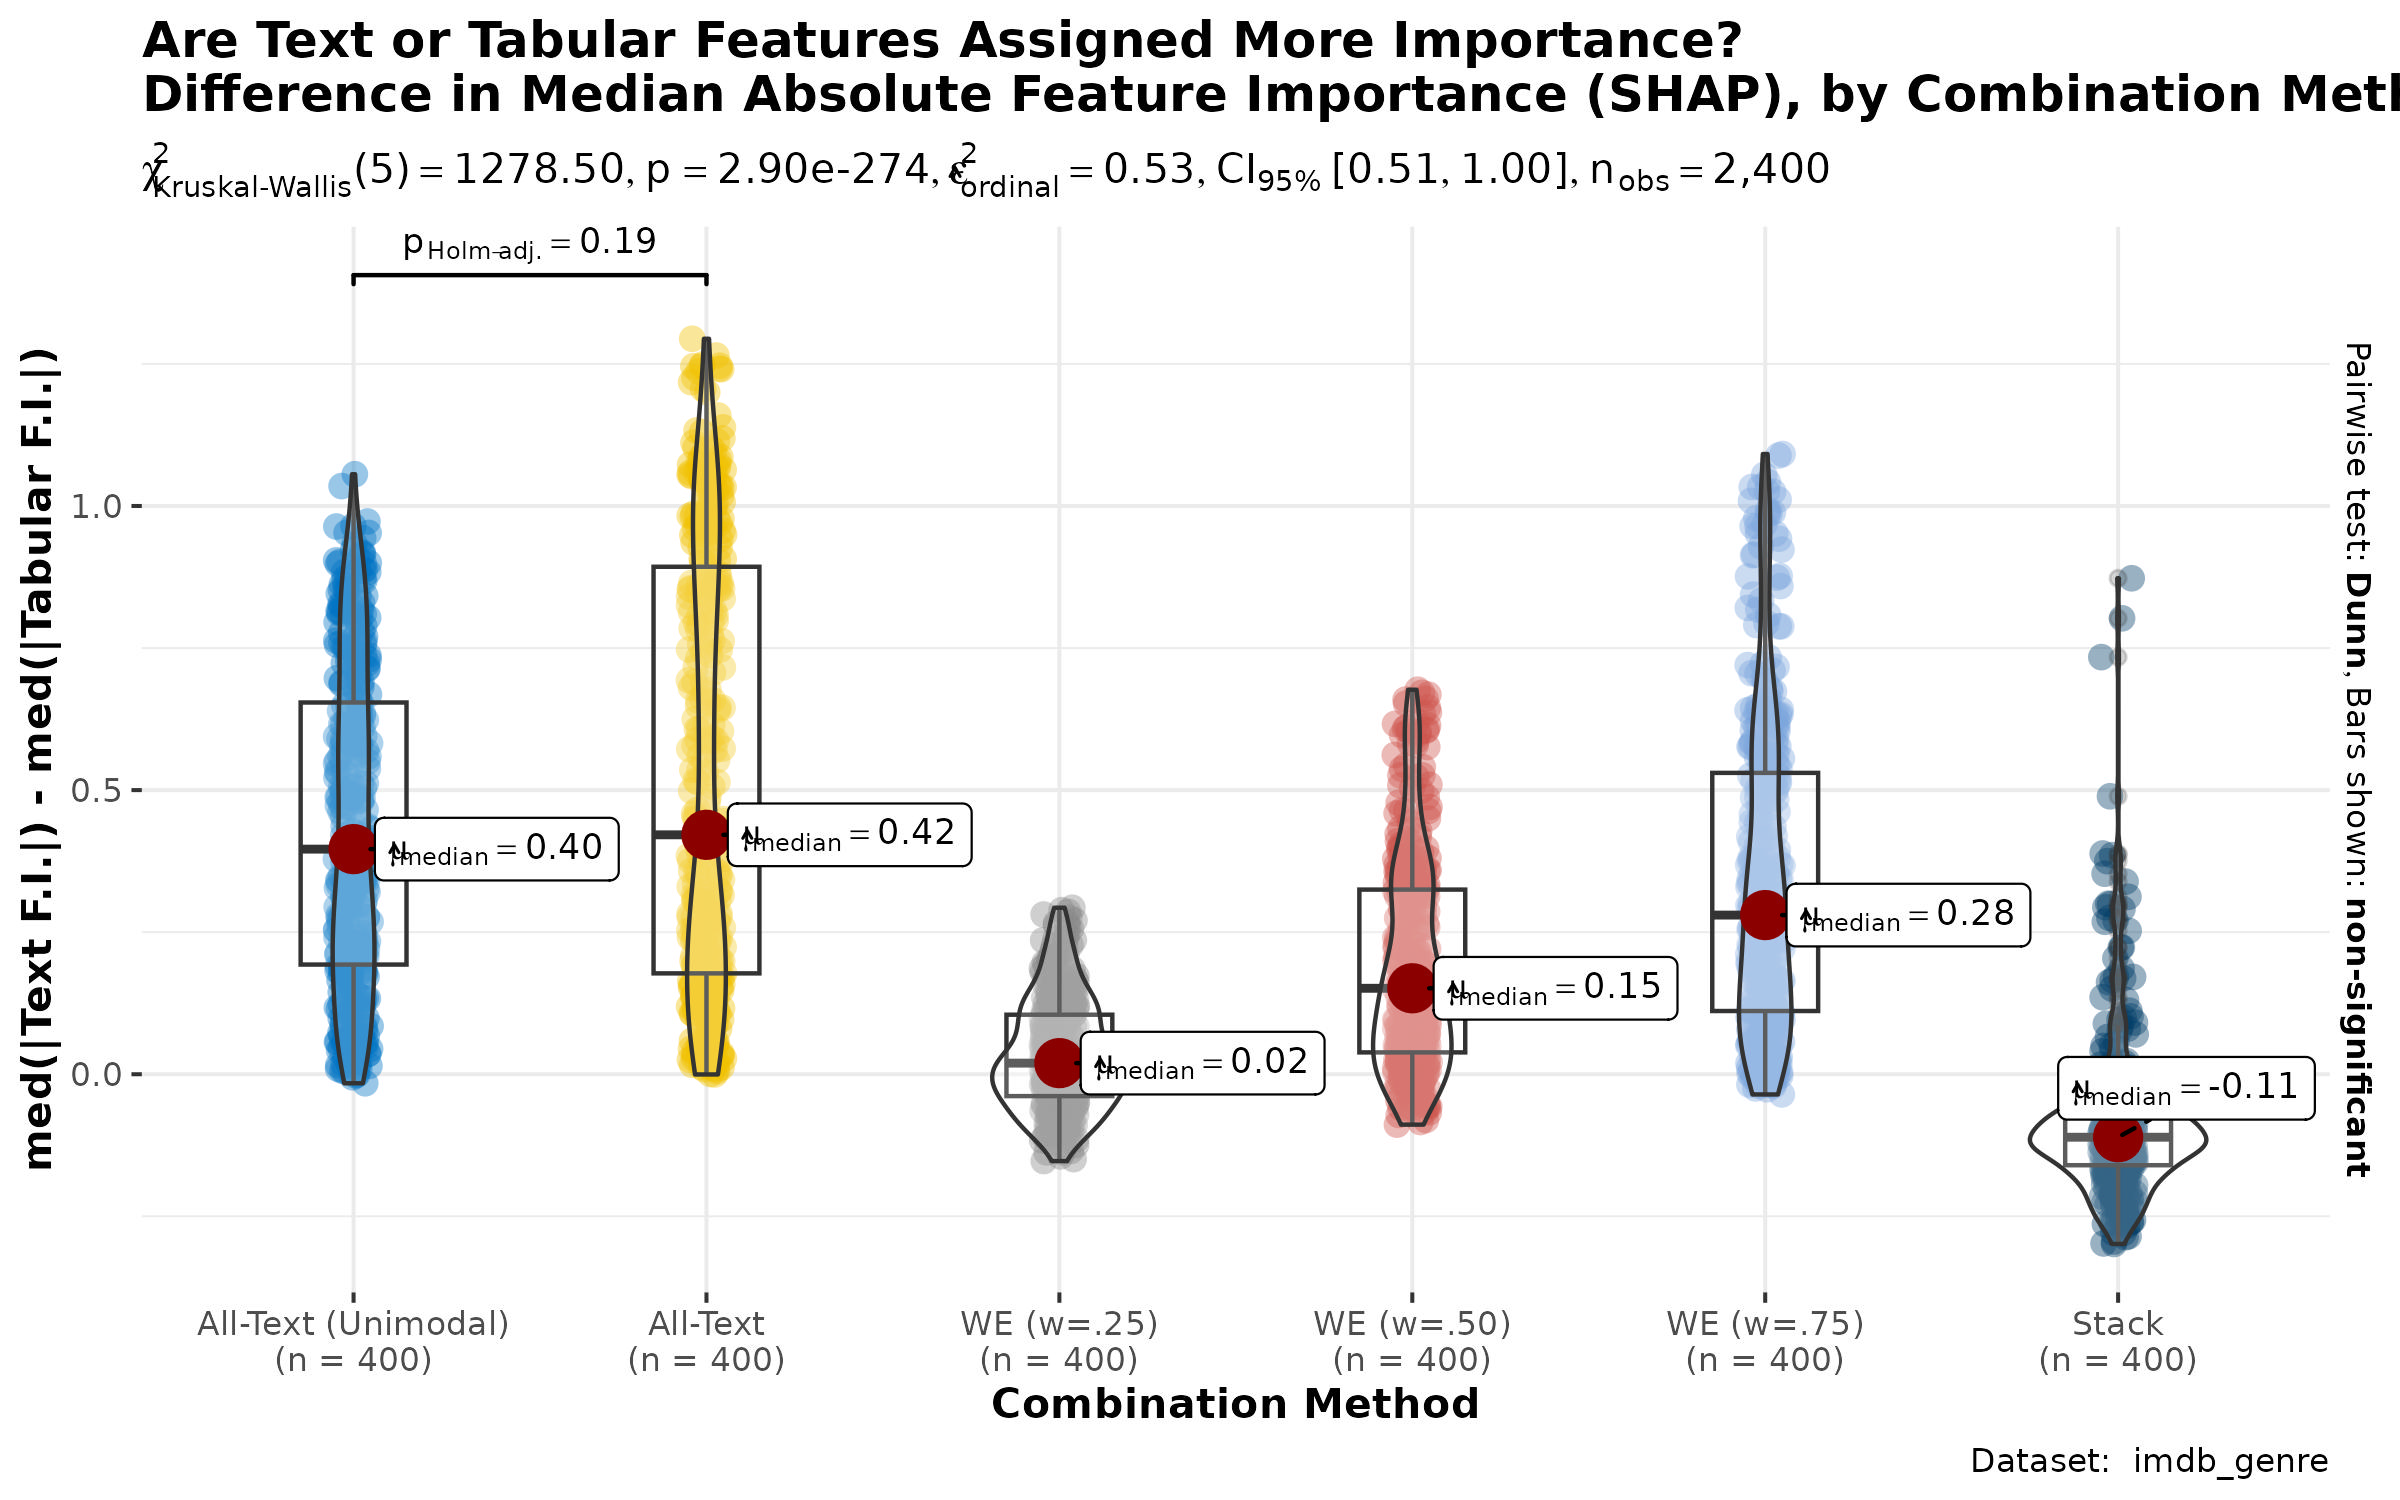 Are Text or Tabular Features Assigned More Importance?
Difference in Median Absolute Feature Importance (SHAP), by Combination Meth
χ²Kruskal-Wallis(5) = 1278.50, p = 2.90e-274, ε̂²ordinal = 0.53, CI95% [0.51, 1.00], nobs = 2,400
pHolm-adj. = 0.19
med(|Text F.I.|) - med(|Tabular F.I.|)
1.0
0.5
0.0
μ̂median = 0.40
μ̂median = 0.42
μ̂median = 0.02
μ̂median = 0.15
μ̂median = 0.28
μ̂median = -0.11
Pairwise test: Dunn, Bars shown: non-significant
All-Text (Unimodal)
(n = 400)
All-Text
(n = 400)
WE (w=.25)
(n = 400)
WE (w=.50)
(n = 400)
WE (w=.75)
(n = 400)
Stack
(n = 400)
Combination Method
Dataset: imdb_genre